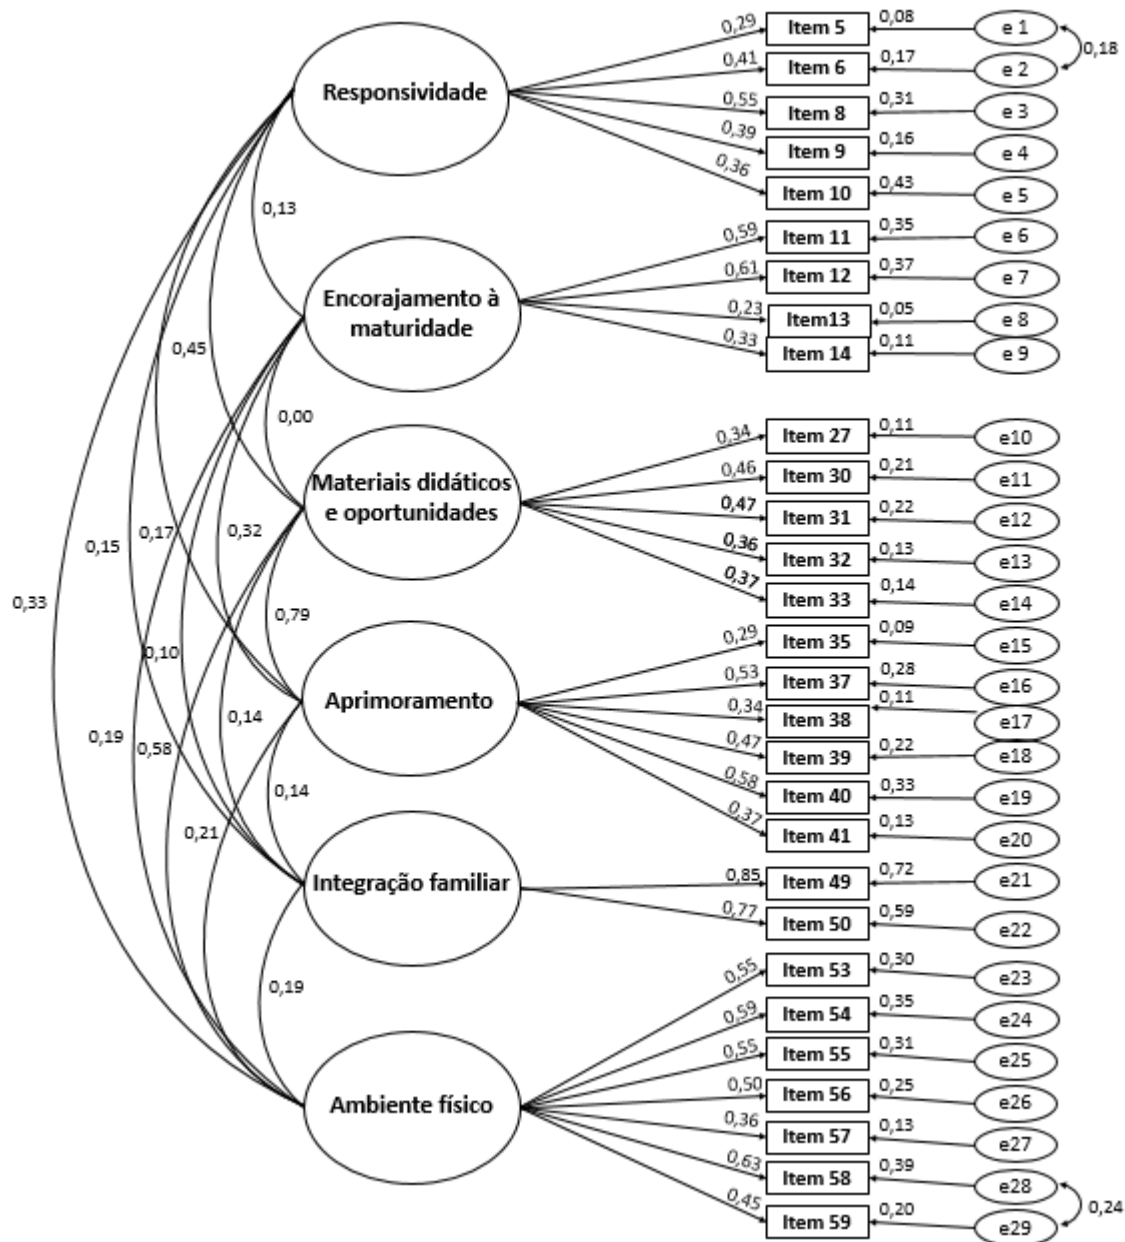 0,29 Item 5 0,08 e 1
0,18
0,41 Item 6 0,17 e 2
Responsividade
0,55 Item 8 0,31 e 3
0,39 Item 9 0,16 e 4
0,36 Item 10 0,43 e 5
0,13
0,59 Item 11 0,35 e 6
0,61 Item 12 0,37 e 7
Encorajamento à
maturidade
0,23 Item13 0,05 e 8
0,33 Item 14 0,11 e 9
0,45
0,00
0,34 Item 27 0,11 e10
0,46 Item 30 0,21 e11
Materiais didáticos
e oportunidades
0,47 Item 31 0,22 e12
0,36 Item 32 0,13 e13
0,37 Item 33 0,14 e14
0,15 0,17 0,32
0,33
0,79
0,29 Item 35 0,09 e15
0,10
0,53 Item 37 0,28 e16
Aprimoramento
0,34 Item 38 0,11 e17
0,19 0,58 0,14
0,47 Item 39 0,22 e18
0,58 Item 40 0,33 e19
0,14
0,37 Item 41 0,13 e20
0,21
Integração familiar
0,85 Item 49 0,72 e21
0,77 Item 50 0,59 e22
0,19
0,55 Item 53 0,30 e23
0,59 Item 54 0,35 e24
0,55 Item 55 0,31 e25
Ambiente físico
0,50 Item 56 0,25 e26
0,36 Item 57 0,13 e27
0,63 Item 58 0,39 e28
0,24
0,45 Item 59 0,20 e29